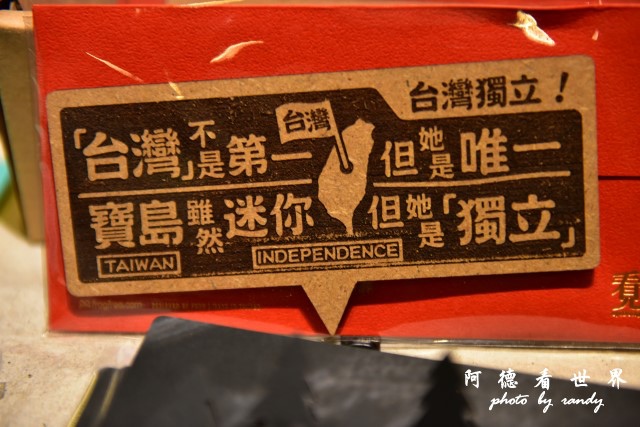 台灣獨立！
「台灣」不是第一
台灣
但她是唯一
寶島雖然迷你
但她是「獨立」
TAIWAN
INDEPENDENCE
阿德看世界
photo by randy